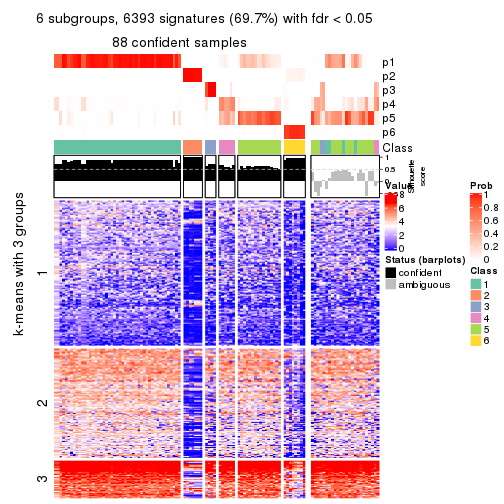 6 subgroups, 6393 signatures (69.7%) with fdr < 0.05
88 confident samples
p1
p2
p3
p4
p5
p6
Class
1
0.5
0
Silhouette
score
k-means with 3 groups
1
2
3
Value
8
6
4
2
0
Status (barplots)
confident
ambiguous
Prob
1
0.8
0.6
0.4
0.2
0
Class
1
2
3
4
5
6